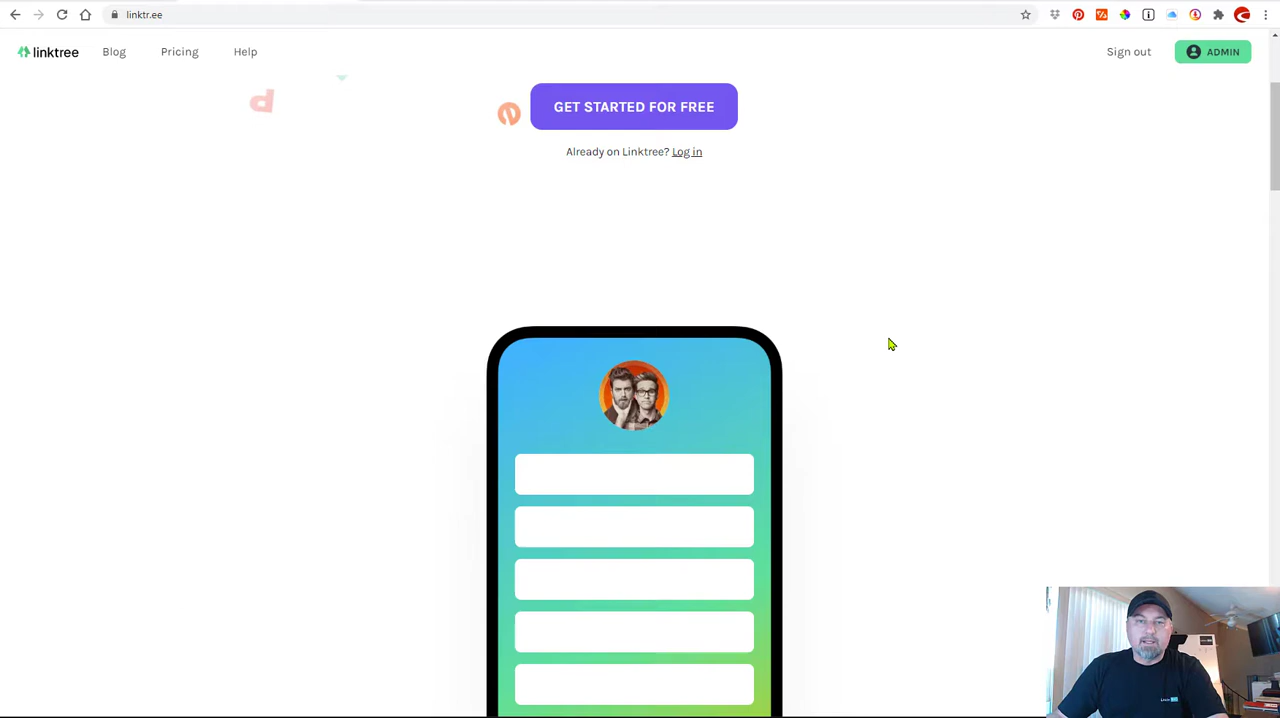 linktr.ee
linktree Blog Pricing Help Sign out ADMIN
GET STARTED FOR FREE
Already on Linktree? Log in